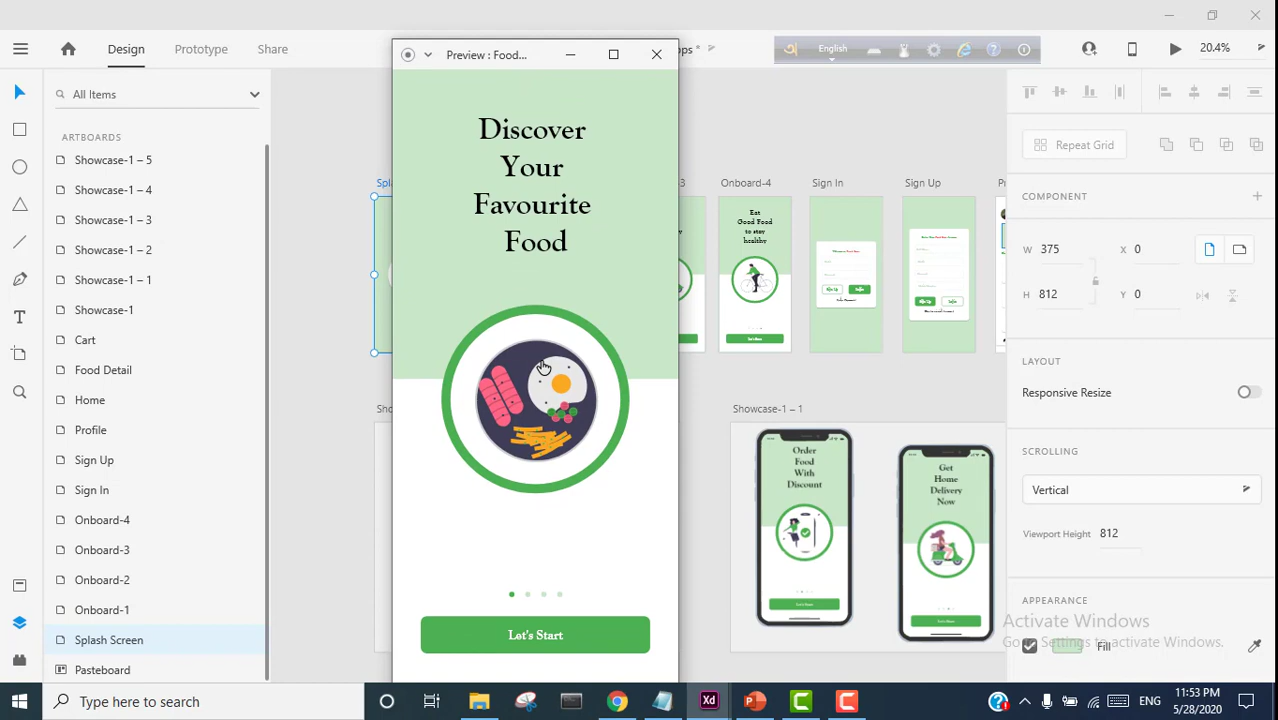 Design
Prototype
Share
Preview : Food...
ops *
English
20.4%
All Items
ARTBOARDS
Showcase-1 – 5
Showcase-1 – 4
Showcase-1 – 3
Showcase-1 – 2
Showcase-1 – 1
Showcase-1
Cart
Food Detail
Home
Profile
Sign Up
Sign In
Onboard-4
Onboard-3
Onboard-2
Onboard-1
Splash Screen
Pasteboard
Discover
Your
Favourite
Food
Let's Start
Onboard-4
Sign In
Sign Up
Eat
Good Food
to stay
healthy
Let's Start
Showcase-1 – 1
Order
Food
With
Discount
Get
Home
Delivery
Now
Repeat Grid
COMPONENT
W 375 X 0
H 812 Y 0
LAYOUT
Responsive Resize
SCROLLING
Vertical
Viewport Height 812
APPEARANCE
Fill
Activate Windows
Go to Settings to activate Windows.
Type here to search
Xd
ENG
11:53 PM
5/28/2020